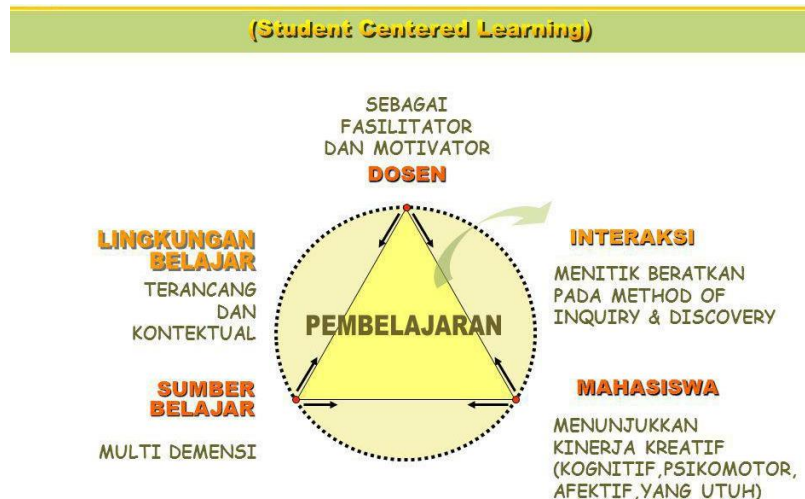 (Student Centered Learning)
SEBAGAI
FASILITATOR
DAN MOTIVATOR
DOSEN
LINGKUNGAN
BELAJAR
TERANCANG
DAN
KONTEKTUAL
INTERAKSI
MENITIK BERATKAN
PADA METHOD OF
INQUIRY & DISCOVERY
PEMBELAJARAN
SUMBER
BELAJAR
MULTI DEMENSI
MAHASISWA
MENUNJUKKAN
KINERJA KREATIF
(KOGNITIF,PSIKOMOTOR,
AFEKTIF,YANG UTUH)